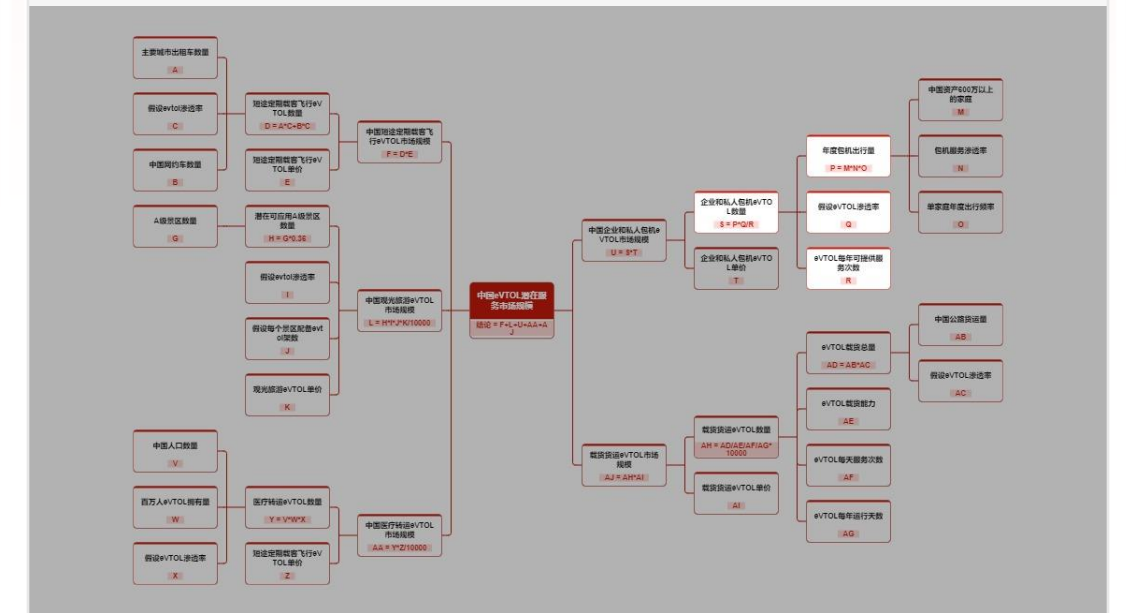 主要城市出租车数量
A
假设evtol渗透率
C
中国网约车数量
B
短途定期载客飞行eV
TOL数量
D = A*C+B*C
短途定期载客飞行eV
TOL单价
E
中国短途定期载客飞
行eVTOL市场规模
F = D*E
A级景区数量
G
潜在可应用A级景区
数量
H = G*0.36
假设evtol渗透率
I
假设每个景区配备evt
ol架数
J
观光旅游eVTOL单价
K
中国观光旅游eVTOL
市场规模
L = H*I*J*K/10000
中国人口数量
V
百万人eVTOL拥有量
W
假设eVTOL渗透率
X
医疗转运eVTOL数量
Y = V*W*X
短途定期载客飞行eV
TOL单价
Z
中国医疗转运eVTOL
市场规模
AA = Y*Z/10000
中国eVTOL潜在服
务市场规模
结论 = F+L+U+AA+A
J
中国企业和私人包机e
VTOL市场规模
U = S*T
企业和私人包机eVTO
L数量
S = P*Q/R
企业和私人包机eVTO
L单价
T
年度包机出行量
P = M*N*O
假设eVTOL渗透率
Q
eVTOL每年可提供服
务次数
R
中国资产600万以上
的家庭
M
包机服务渗透率
N
单家庭年度出行频率
O
载货货运eVTOL市场
规模
AJ = AH*AI
载货货运eVTOL数量
AH = AD/AE/AF/AG*
10000
载货货运eVTOL单价
AI
eVTOL载货总量
AD = AB*AC
eVTOL载货能力
AE
eVTOL每天服务次数
AF
eVTOL每年运行天数
AG
中国公路货运量
AB
假设eVTOL渗透率
AC